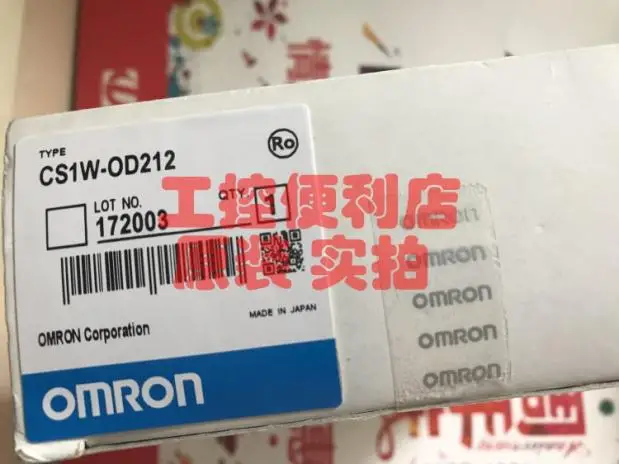 TYPE
CS1W-OD212
Ro
LOT NO.
172003
QTY.
1
MADE IN JAPAN
OMRON Corporation
OMRON
工控便利店
原装 实拍
OMRON
OMRON
OMRON
OMRON
OMRON
情